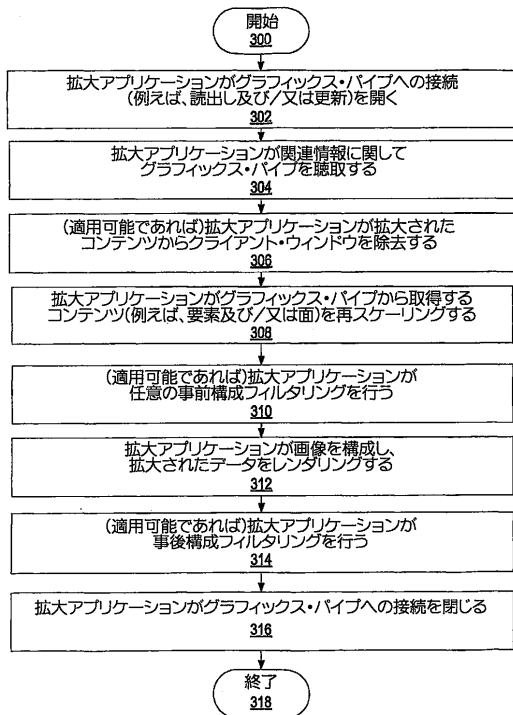 開始
300
拡大アプリケーションがグラフィックス・パイプへの接続
(例えば、読出し及び/又は更新)を開く
302
拡大アプリケーションが関連情報に関して
グラフィックス・パイプを聴取する
304
(適用可能であれば)拡大アプリケーションが拡大された
コンテンツからクライアント・ウィンドウを除去する
306
拡大アプリケーションがグラフィックス・パイプから取得する
コンテンツ(例えば、要素及び/又は面)を再スケーリングする
308
(適用可能であれば)拡大アプリケーションが
任意の事前構成フィルタリングを行う
310
拡大アプリケーションが画像を構成し、
拡大されたデータをレンダリングする
312
(適用可能であれば)拡大アプリケーションが
事後構成フィルタリングを行う
314
拡大アプリケーションがグラフィックス・パイプへの接続を閉じる
316
終了
318